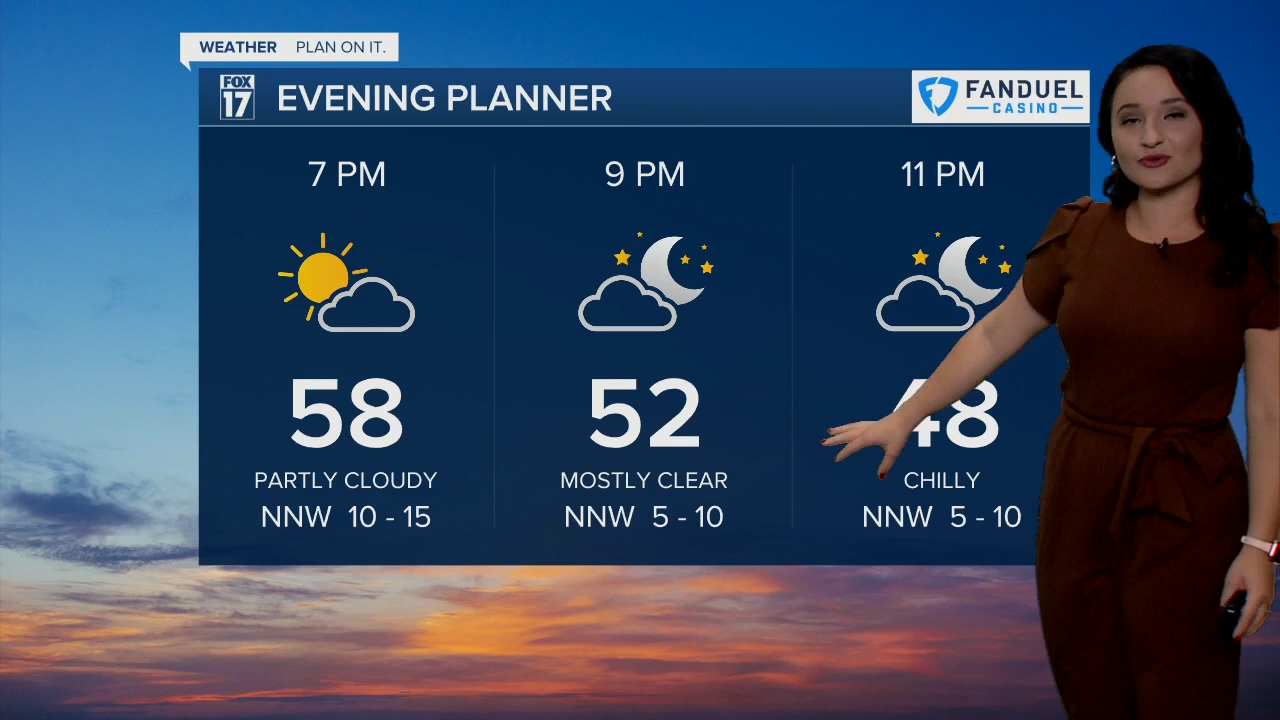 WEATHER PLAN ON IT.
FOX
17
EVENING PLANNER
FANDUEL
CASINO
7 PM
9 PM
11 PM
58
52
48
PARTLY CLOUDY
MOSTLY CLEAR
CHILLY
NNW 10 - 15
NNW 5 - 10
NNW 5 - 10